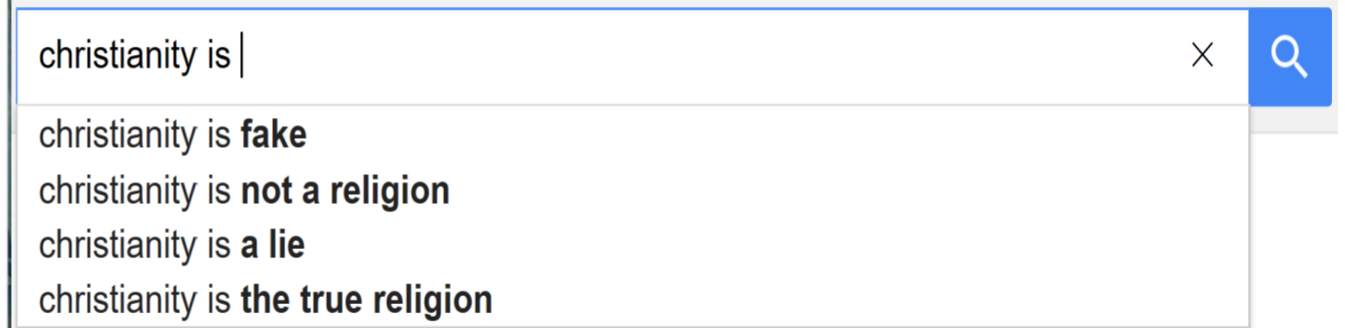 christianity is
christianity is fake
christianity is not a religion
christianity is a lie
christianity is the true religion